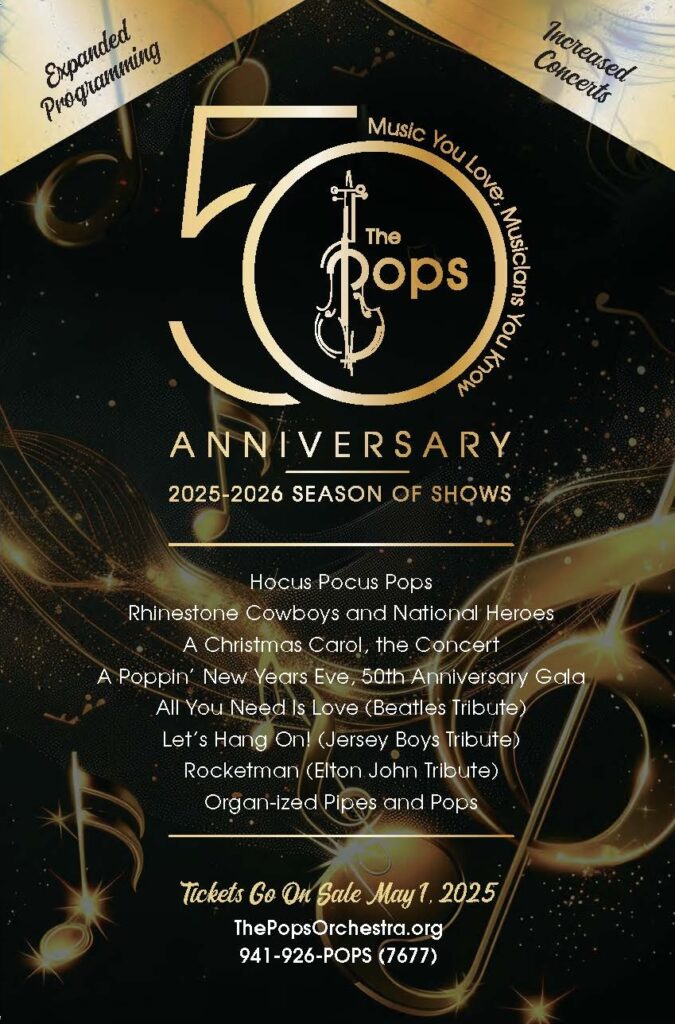 Expanded
Programming
Increased
Concerts
50
Music You Love, Musicians You Know
The
Pops
ANNIVERSARY
2025-2026 SEASON OF SHOWS
Hocus Pocus Pops
Rhinestone Cowboys and National Heroes
A Christmas Carol, the Concert
A Poppin' New Years Eve, 50th Anniversary Gala
All You Need Is Love (Beatles Tribute)
Let's Hang On! (Jersey Boys Tribute)
Rocketman (Elton John Tribute)
Organ-ized Pipes and Pops
Tickets Go On Sale May 1, 2025
ThePopsOrchestra.org
941-926-POPS (7677)